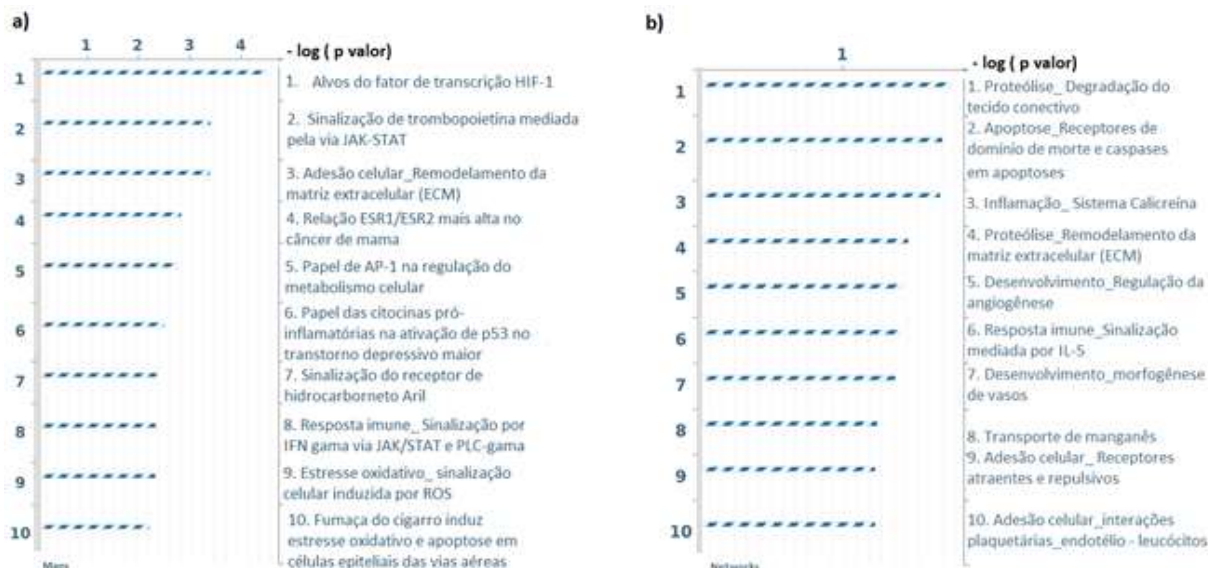 a)
1 2 3 4
- log ( p valor)
1
1. Alvos do fator de transcrição HIF-1
2
2. Sinalização de trombopoietina mediada
pela via JAK-STAT
3
3. Adesão celular_Remodelamento da
matriz extracelular (ECM)
4
4. Relação ESR1/ESR2 mais alta no
câncer de mama
5
5. Papel de AP-1 na regulação do
metabolismo celular
6
6. Papel das citocinas pró-
inflamatórias na ativação de p53 no
transtorno depressivo maior
7
7. Sinalização do receptor de
hidrocarborneto Aril
8
8. Resposta imune_ Sinalização por
IFN gama via JAK/STAT e PLC-gama
9
9. Estresse oxidativo_ sinalização
celular induzida por ROS
10
10. Fumaça do cigarro induz
estresse oxidativo e apoptose em
células epiteliais das vias aéreas
Maps
b)
1
- log ( p valor)
1
1. Proteólise_ Degradação do
tecido conectivo
2
2. Apoptose_Receptores de
domínio de morte e caspases
em apoptoses
3
3. Inflamação_ Sistema Calicreína
4
4. Proteólise_Remodelamento da
matriz extracelular (ECM)
5
5. Desenvolvimento_Regulação da
angiogênese
6
6. Resposta imune_Sinalização
mediada por IL-5
7
7. Desenvolvimento_morfogênese
de vasos
8
8. Transporte de manganês
9
9. Adesão celular_ Receptores
atraentes e repulsivos
10
10. Adesão celular_interações
plaquetárias_endotélio - leucócitos
Networks